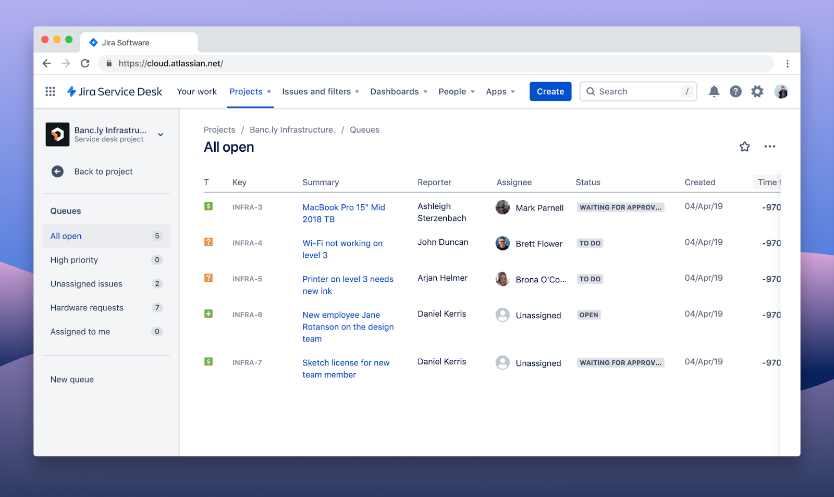 Jira Software
https://cloud.atlassian.net/
Jira Service Desk
Your work
Projects
Issues and filters
Dashboards
People
Apps
Create
Search
/
Banc.ly Infrastru...
Service desk project
Back to project
Queues
All open 5
High priority 0
Unassigned issues 2
Hardware requests 7
Assigned to me 0
New queue
Projects / Banc.ly Infrastructure. / Queues
All open
T Key Summary Reporter Assignee Status Created Time t
INFRA-3 MacBook Pro 15" Mid Ashleigh Mark Parnell WAITING FOR APPROV... 04/Apr/19 -970
2018 TB Sterzenbach
INFRA-4 Wi-Fi not working on John Duncan Brett Flower TO DO 04/Apr/19 -970
level 3
INFRA-5 Printer on level 3 needs Arjan Helmer Brona O'Co... TO DO 04/Apr/19 -970
new ink
INFRA-6 New employee Jane Daniel Kerris Unassigned OPEN 04/Apr/19 -970
Rotanson on the design
team
INFRA-7 Sketch license for new Daniel Kerris Unassigned WAITING FOR APPROV... 04/Apr/19 -970
team member